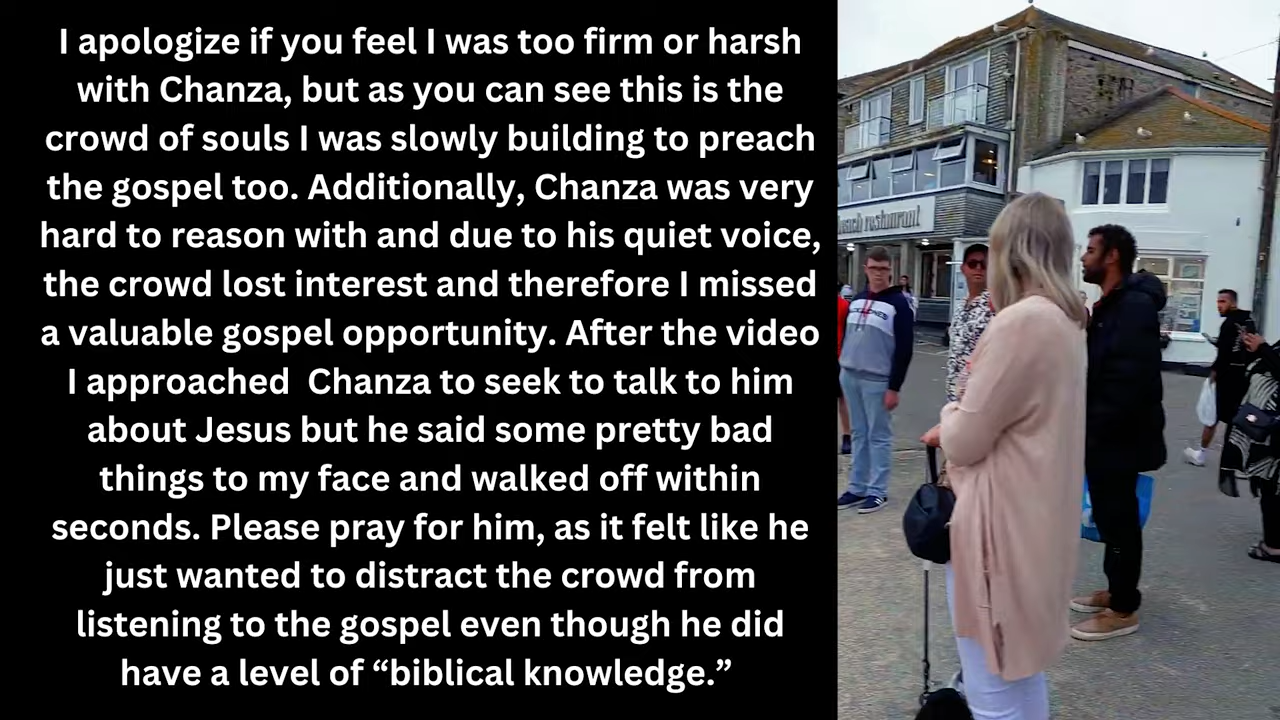 I apologize if you feel I was too firm or harsh
with Chanza, but as you can see this is the
crowd of souls I was slowly building to preach
the gospel too. Additionally, Chanza was very
hard to reason with and due to his quiet voice,
the crowd lost interest and therefore I missed
a valuable gospel opportunity. After the video
I approached  Chanza to seek to talk to him
about Jesus but he said some pretty bad
things to my face and walked off within
seconds. Please pray for him, as it felt like he
just wanted to distract the crowd from
listening to the gospel even though he did
have a level of “biblical knowledge.”
restaurant